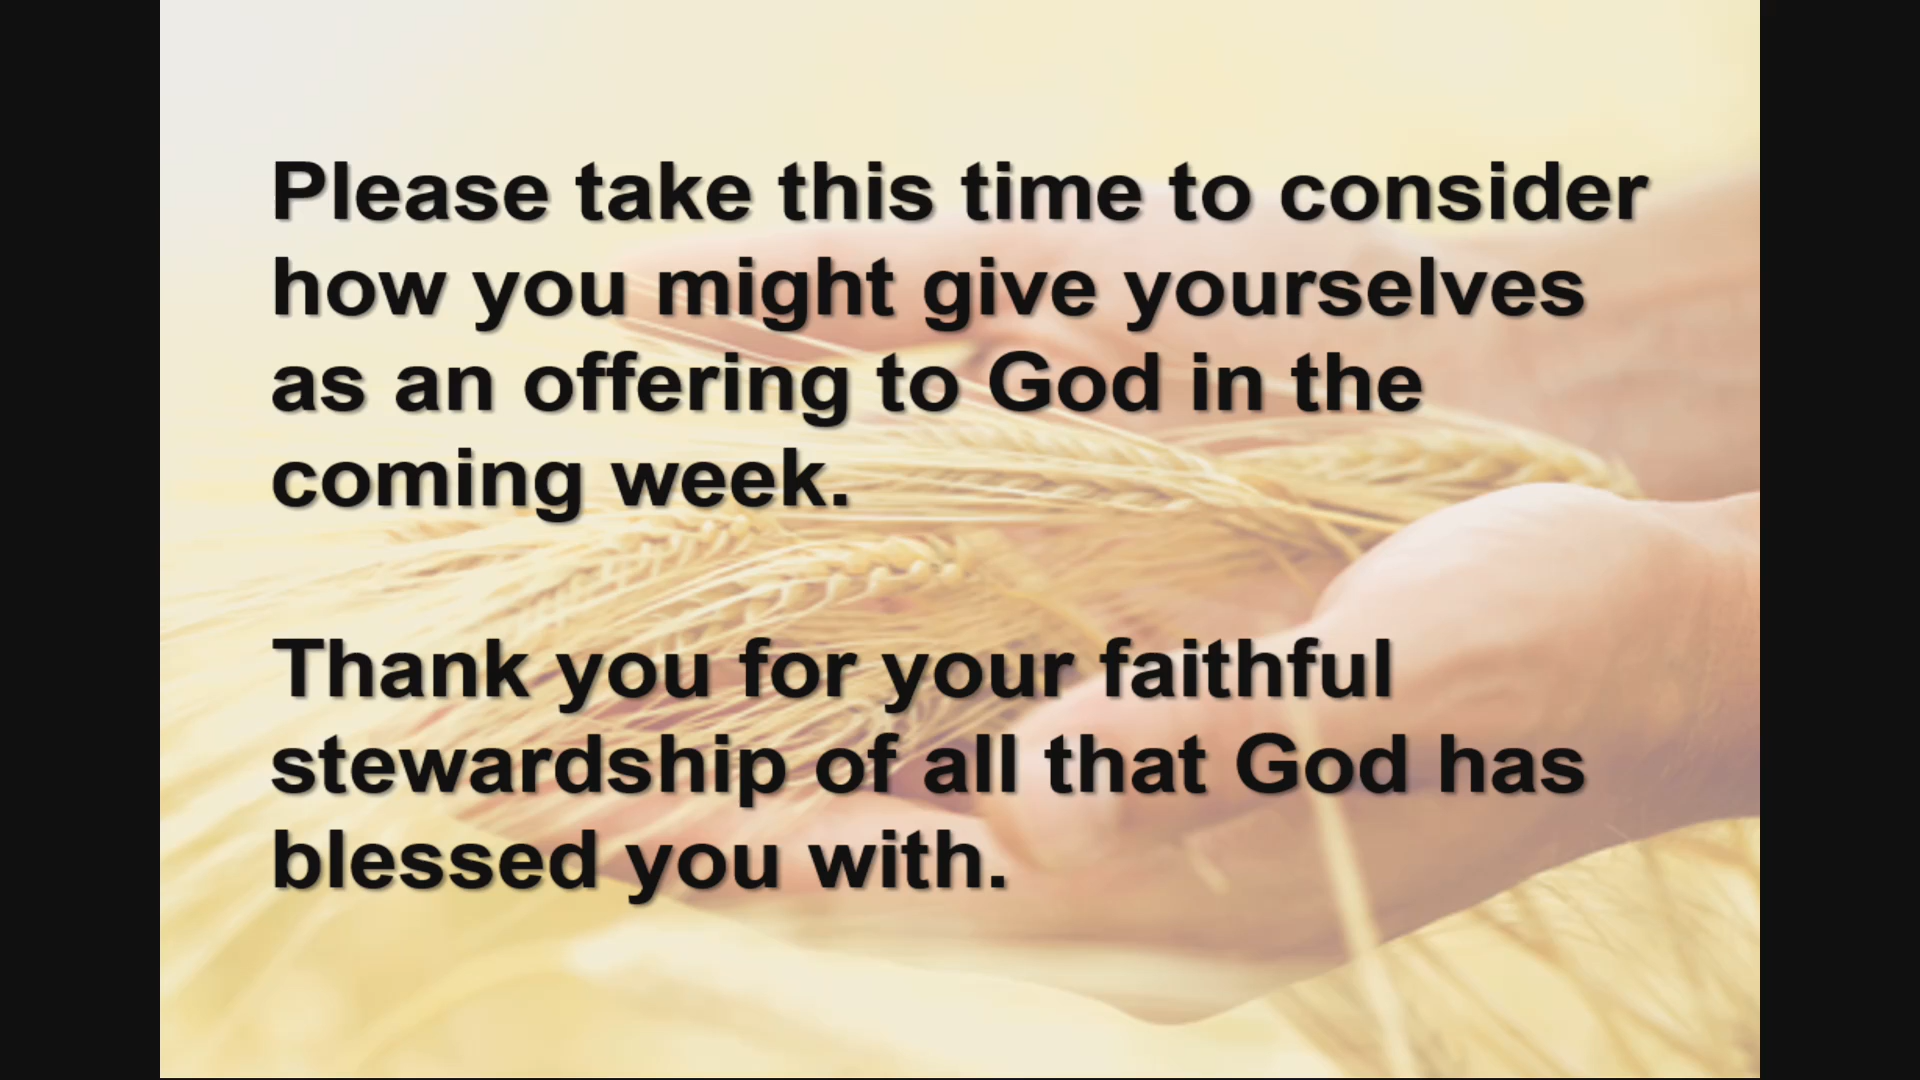 Please take this time to consider
how you might give yourselves
as an offering to God in the
coming week.
Thank you for your faithful
stewardship of all that God has
blessed you with.